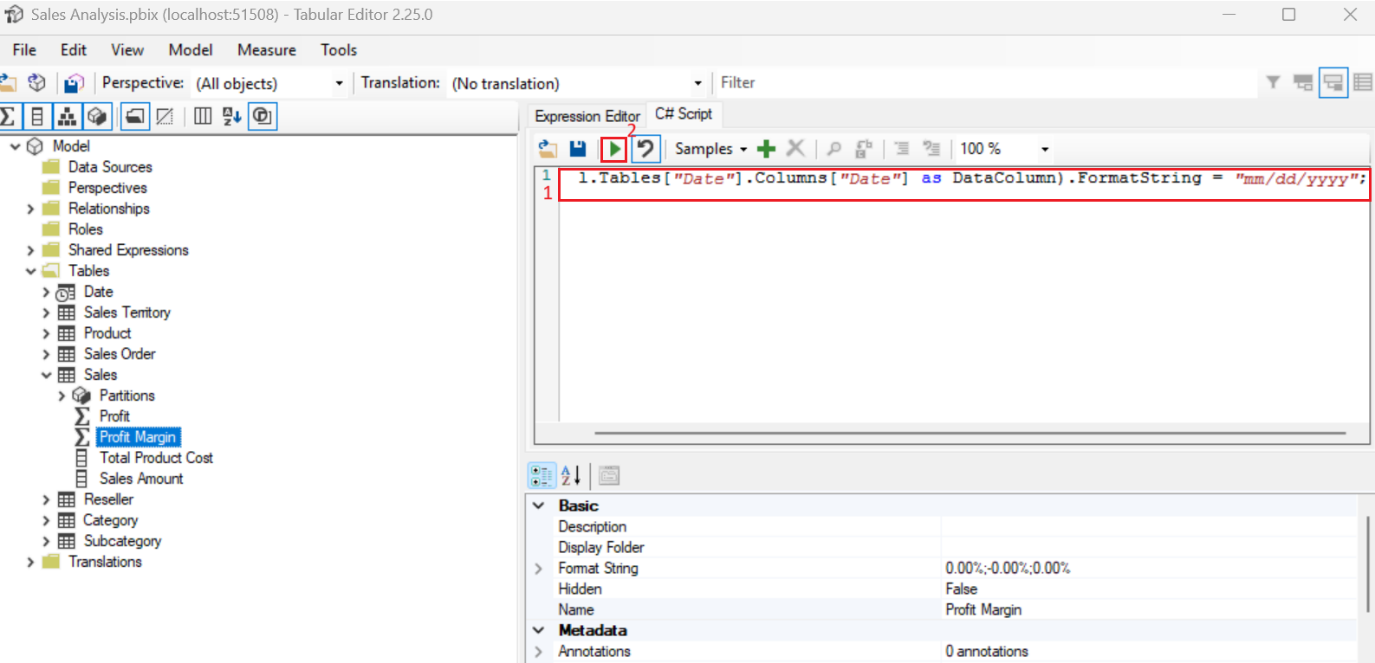 Sales Analysis.pbix (localhost:51508) - Tabular Editor 2.25.0
File Edit View Model Measure Tools
Perspective: (All objects) Translation: (No translation) Filter
Expression Editor C# Script
2
Samples 100 %
1 l.Tables["Date"].Columns["Date"] as DataColumn).FormatString = "mm/dd/yyyy";
1
Model
Data Sources
Perspectives
Relationships
Roles
Shared Expressions
Tables
Date
Sales Territory
Product
Sales Order
Sales
Partitions
Profit
Profit Margin
Total Product Cost
Sales Amount
Reseller
Category
Subcategory
Translations
Basic
Description
Display Folder
Format String 0.00%;-0.00%;0.00%
Hidden False
Name Profit Margin
Metadata
Annotations 0 annotations